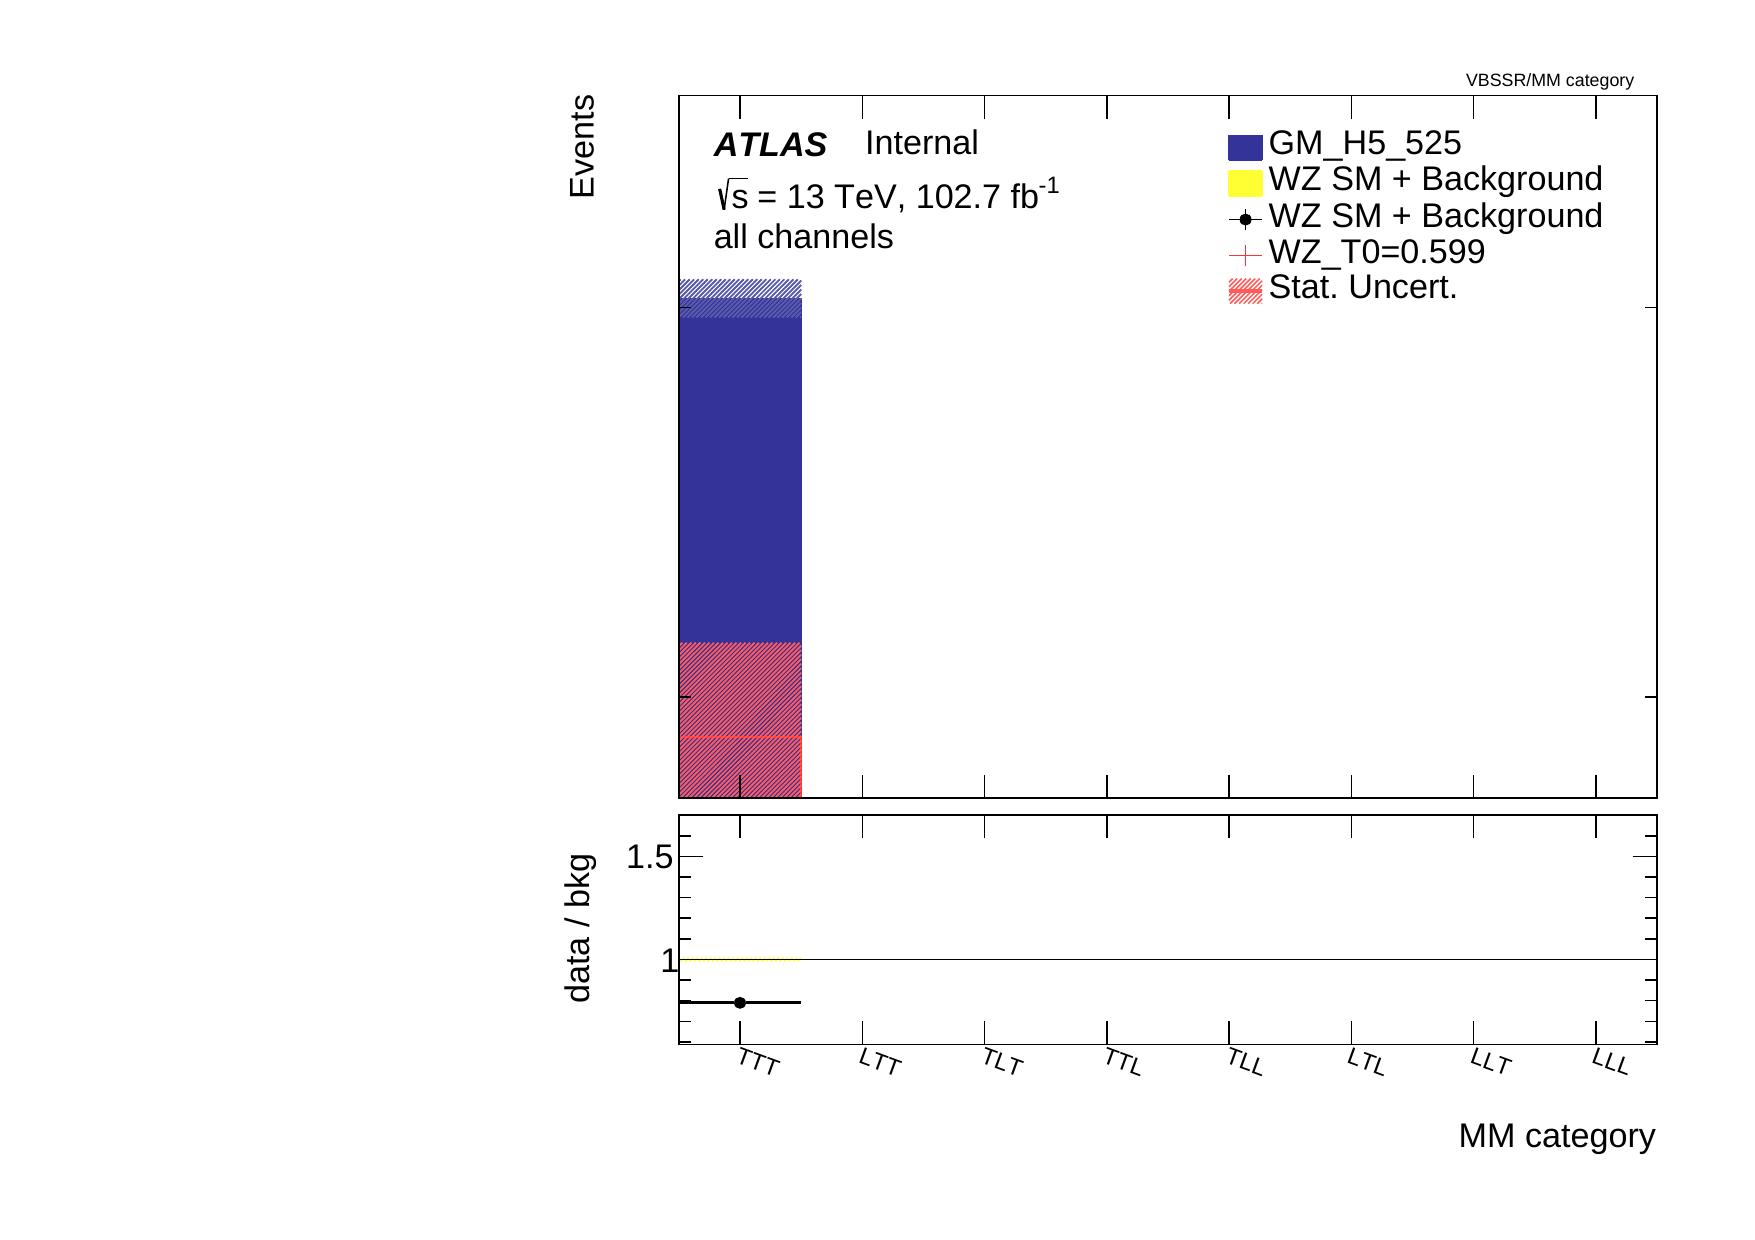 VBSSR/MM category
Events
ATLAS Internal
√s = 13 TeV, 102.7 fb-1
all channels
GM_H5_525
WZ SM + Background
WZ SM + Background
WZ_T0=0.599
Stat. Uncert.
data / bkg
1.5
1
TTT LTT TLT TTL TLL LTL LLT LLL
MM category